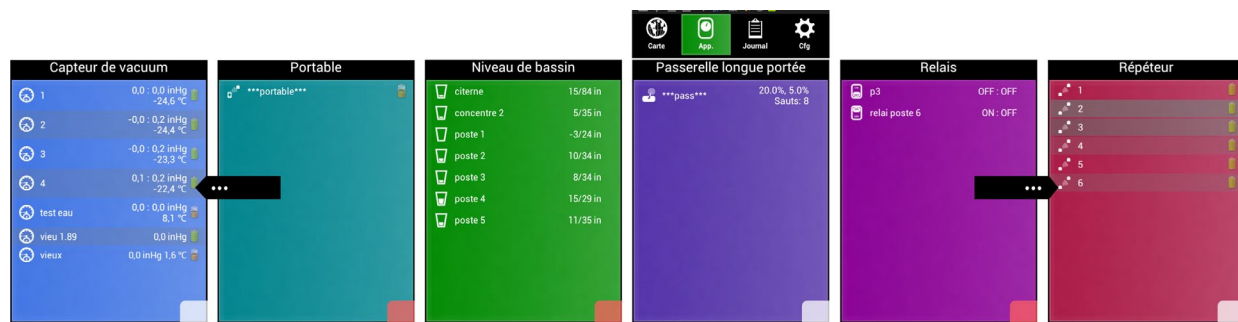 Carte
App.
Journal
Cfg
Capteur de vacuum
1 0,0 : 0,0 inHg
-24,6 °C
2 -0,0 : 0,2 inHg
-24,4 °C
3 -0,0 : 0,2 inHg
-23,3 °C
4 0,1 : 0,2 inHg
-22,4 °C
test eau 0,0 : 0,0 inHg
8,1 °C
vieu 1.89 0,0 inHg
vieux 0,0 inHg 1,6 °C
Portable
***portable***
Niveau de bassin
citerne 15/84 in
concentre 2 5/35 in
poste 1 -3/24 in
poste 2 10/34 in
poste 3 8/34 in
poste 4 15/29 in
poste 5 11/35 in
Passerelle longue portée
***pass*** 20.0%, 5.0%
Sauts: 8
Relais
p3 OFF : OFF
relai poste 6 ON : OFF
Répéteur
1
2
3
4
5
6